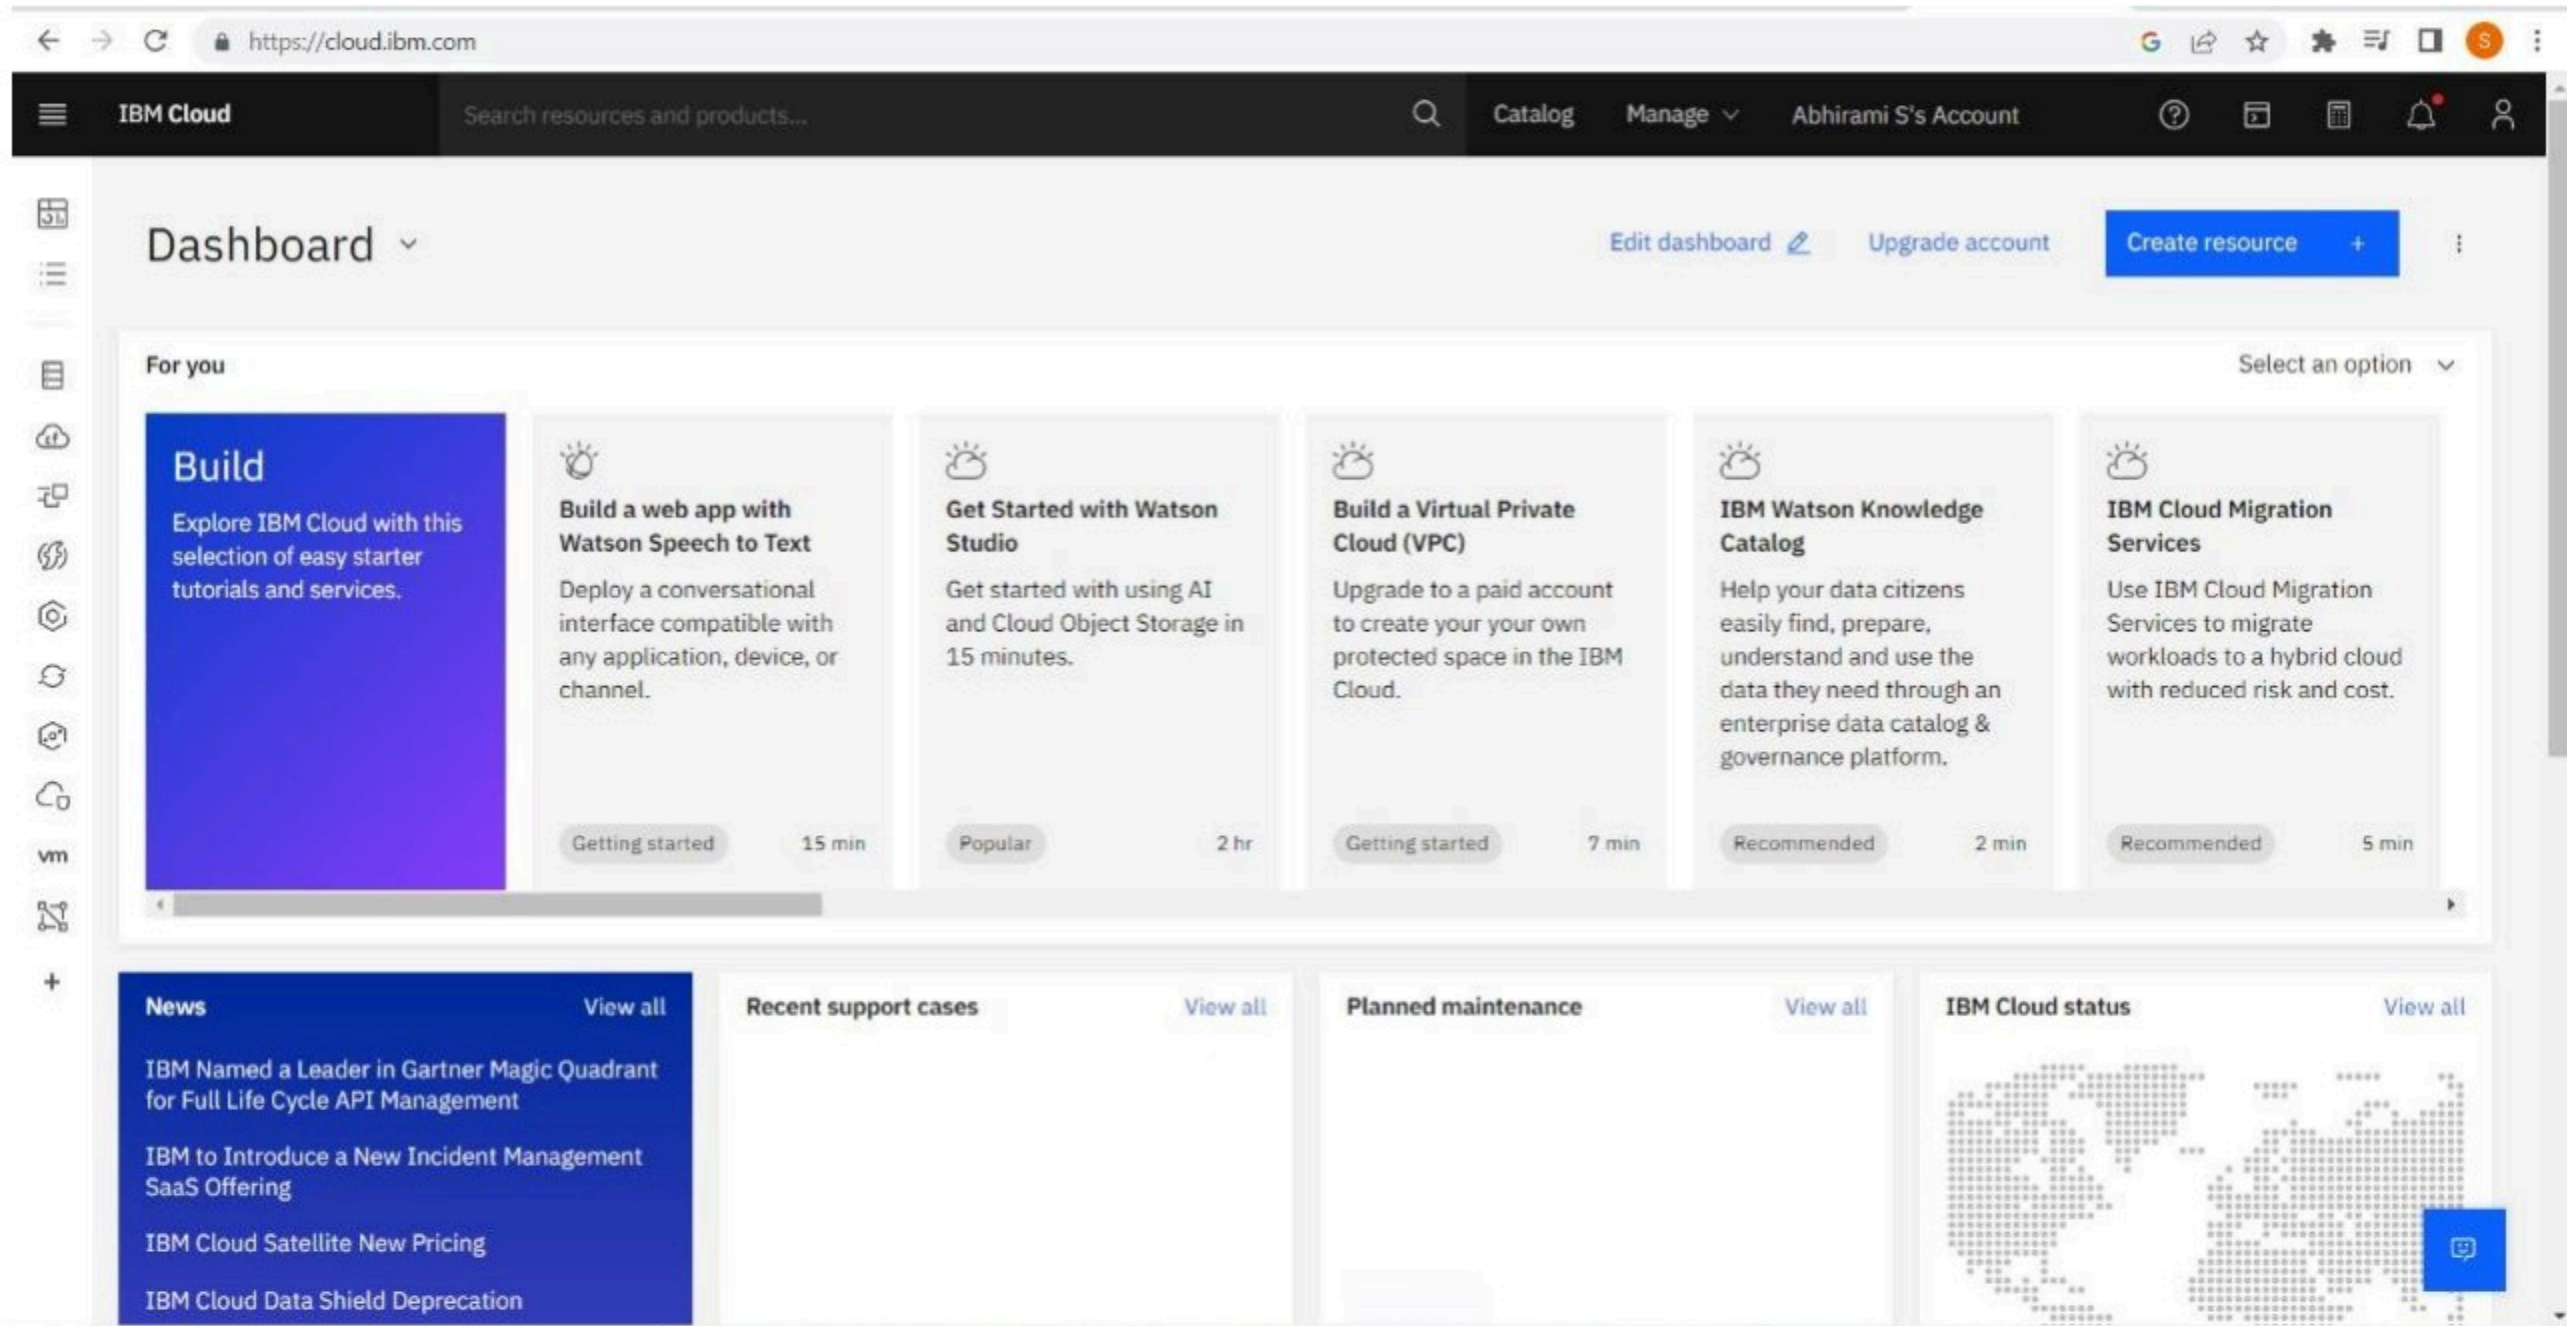 https://cloud.ibm.com
S
IBM Cloud
Search resources and products...
Catalog
Manage
Abhirami S's Account
Dashboard
Edit dashboard
Upgrade account
Create resource +
For you
Select an option
Build
Explore IBM Cloud with this
selection of easy starter
tutorials and services.
Build a web app with
Watson Speech to Text
Deploy a conversational
interface compatible with
any application, device, or
channel.
Getting started 15 min
Get Started with Watson
Studio
Get started with using AI
and Cloud Object Storage in
15 minutes.
Popular 2 hr
Build a Virtual Private
Cloud (VPC)
Upgrade to a paid account
to create your your own
protected space in the IBM
Cloud.
Getting started 7 min
IBM Watson Knowledge
Catalog
Help your data citizens
easily find, prepare,
understand and use the
data they need through an
enterprise data catalog &
governance platform.
Recommended 2 min
IBM Cloud Migration
Services
Use IBM Cloud Migration
Services to migrate
workloads to a hybrid cloud
with reduced risk and cost.
Recommended 5 min
vm
News View all
IBM Named a Leader in Gartner Magic Quadrant
for Full Life Cycle API Management
IBM to Introduce a New Incident Management
SaaS Offering
IBM Cloud Satellite New Pricing
IBM Cloud Data Shield Deprecation
Recent support cases View all
Planned maintenance View all
IBM Cloud status View all